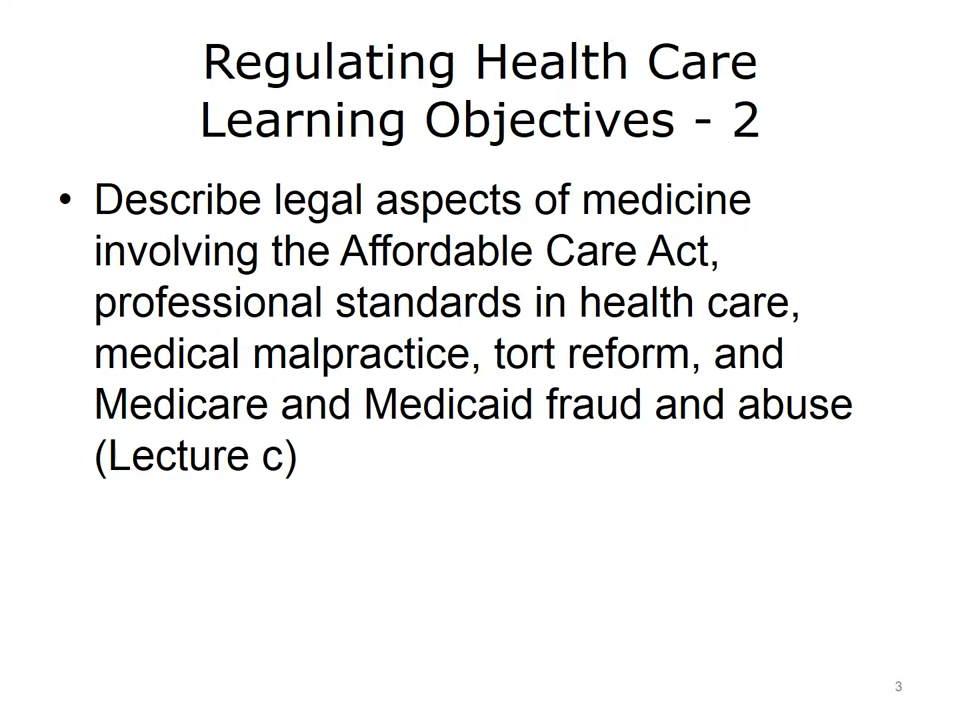 Regulating Health Care
Learning Objectives - 2
• Describe legal aspects of medicine
involving the Affordable Care Act,
professional standards in health care,
medical malpractice, tort reform, and
Medicare and Medicaid fraud and abuse
(Lecture c)
3